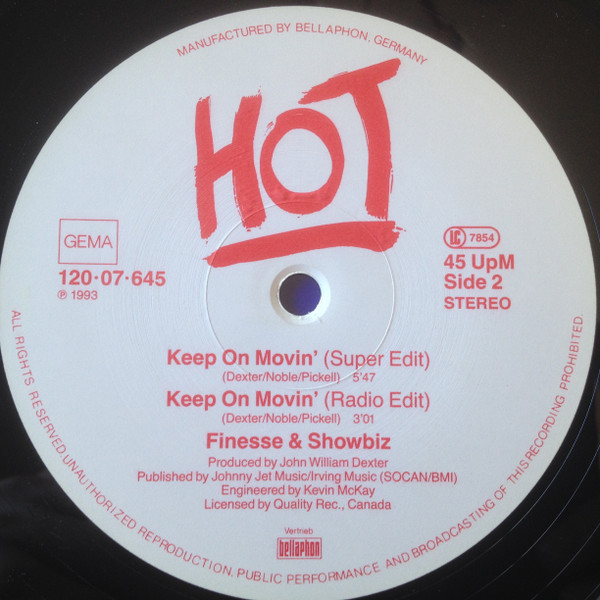 MANUFACTURED BY BELLAPHON, GERMANY
HOT
GEMA
120·07·645
℗ 1993
LC 7854
45 UpM
Side 2
STEREO
Keep On Movin' (Super Edit)
(Dexter/Noble/Pickell) 5'47
Keep On Movin' (Radio Edit)
(Dexter/Noble/Pickell) 3'01
Finesse & Showbiz
Produced by John William Dexter
Published by Johnny Jet Music/Irving Music (SOCAN/BMI)
Engineered by Kevin McKay
Licensed by Quality Rec., Canada
Vertrieb
bellaphon
ALL RIGHTS RESERVED. UNAUTHORIZED REPRODUCTION. PUBLIC PERFORMANCE AND BROADCASTING OF THIS RECORDING PROHIBITED.